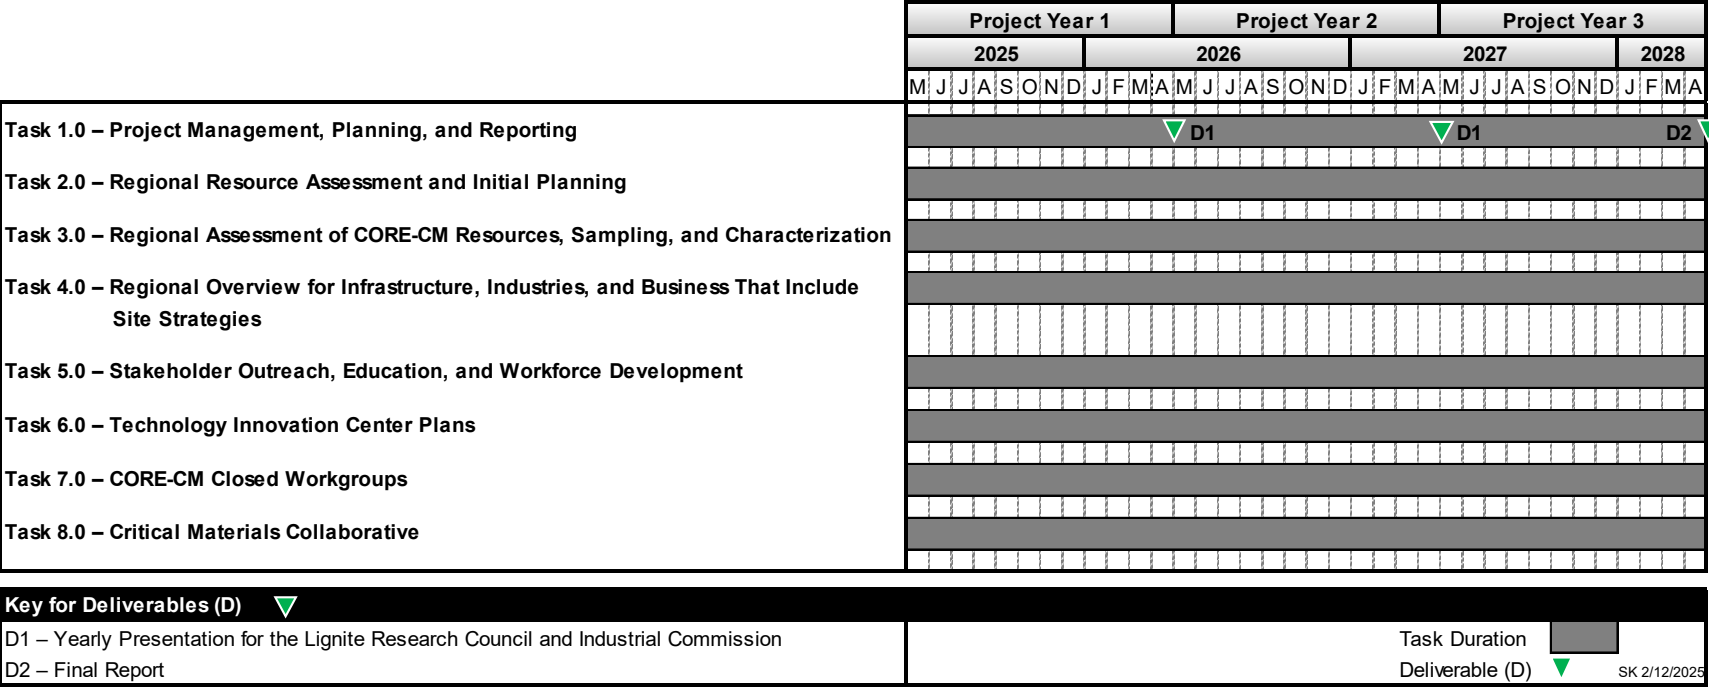 Project Year 1 Project Year 2 Project Year 3
2025 2026 2027 2028
M J J A S O N D J F M A M J J A S O N D J F M A M J J A S O N D J F M A
Task 1.0 – Project Management, Planning, and Reporting
D1 D1 D2
Task 2.0 – Regional Resource Assessment and Initial Planning
Task 3.0 – Regional Assessment of CORE-CM Resources, Sampling, and Characterization
Task 4.0 – Regional Overview for Infrastructure, Industries, and Business That Include
Site Strategies
Task 5.0 – Stakeholder Outreach, Education, and Workforce Development
Task 6.0 – Technology Innovation Center Plans
Task 7.0 – CORE-CM Closed Workgroups
Task 8.0 – Critical Materials Collaborative
Key for Deliverables (D)
D1 – Yearly Presentation for the Lignite Research Council and Industrial Commission
Task Duration
D2 – Final Report
Deliverable (D)
SK 2/12/2025